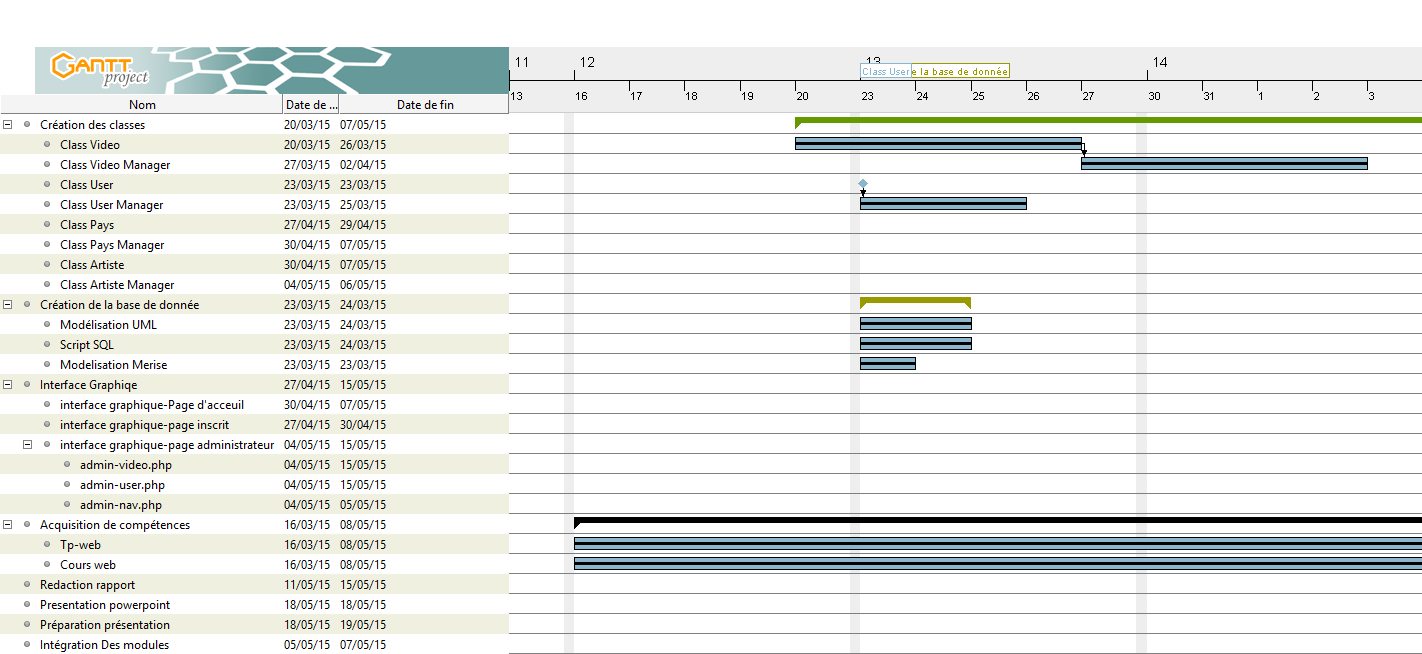 GANTT
project
11 12 13 14
Class User e la base de donnée
13 16 17 18 19 20 23 24 25 26 27 30 31 1 2 3
Nom Date de ... Date de fin
Création des classes 20/03/15 07/05/15
Class Video 20/03/15 26/03/15
Class Video Manager 27/03/15 02/04/15
Class User 23/03/15 23/03/15
Class User Manager 23/03/15 25/03/15
Class Pays 27/04/15 29/04/15
Class Pays Manager 30/04/15 07/05/15
Class Artiste 30/04/15 07/05/15
Class Artiste Manager 04/05/15 06/05/15
Création de la base de donnée 23/03/15 24/03/15
Modélisation UML 23/03/15 24/03/15
Script SQL 23/03/15 24/03/15
Modelisation Merise 23/03/15 23/03/15
Interface Graphiqe 27/04/15 15/05/15
interface graphique-Page d'acceuil 30/04/15 07/05/15
interface graphique-page inscrit 27/04/15 30/04/15
interface graphique-page administrateur 04/05/15 15/05/15
admin-video.php 04/05/15 15/05/15
admin-user.php 04/05/15 15/05/15
admin-nav.php 04/05/15 05/05/15
Acquisition de compétences 16/03/15 08/05/15
Tp-web 16/03/15 08/05/15
Cours web 16/03/15 08/05/15
Redaction rapport 11/05/15 15/05/15
Presentation powerpoint 18/05/15 18/05/15
Préparation présentation 18/05/15 19/05/15
Intégration Des modules 05/05/15 07/05/15